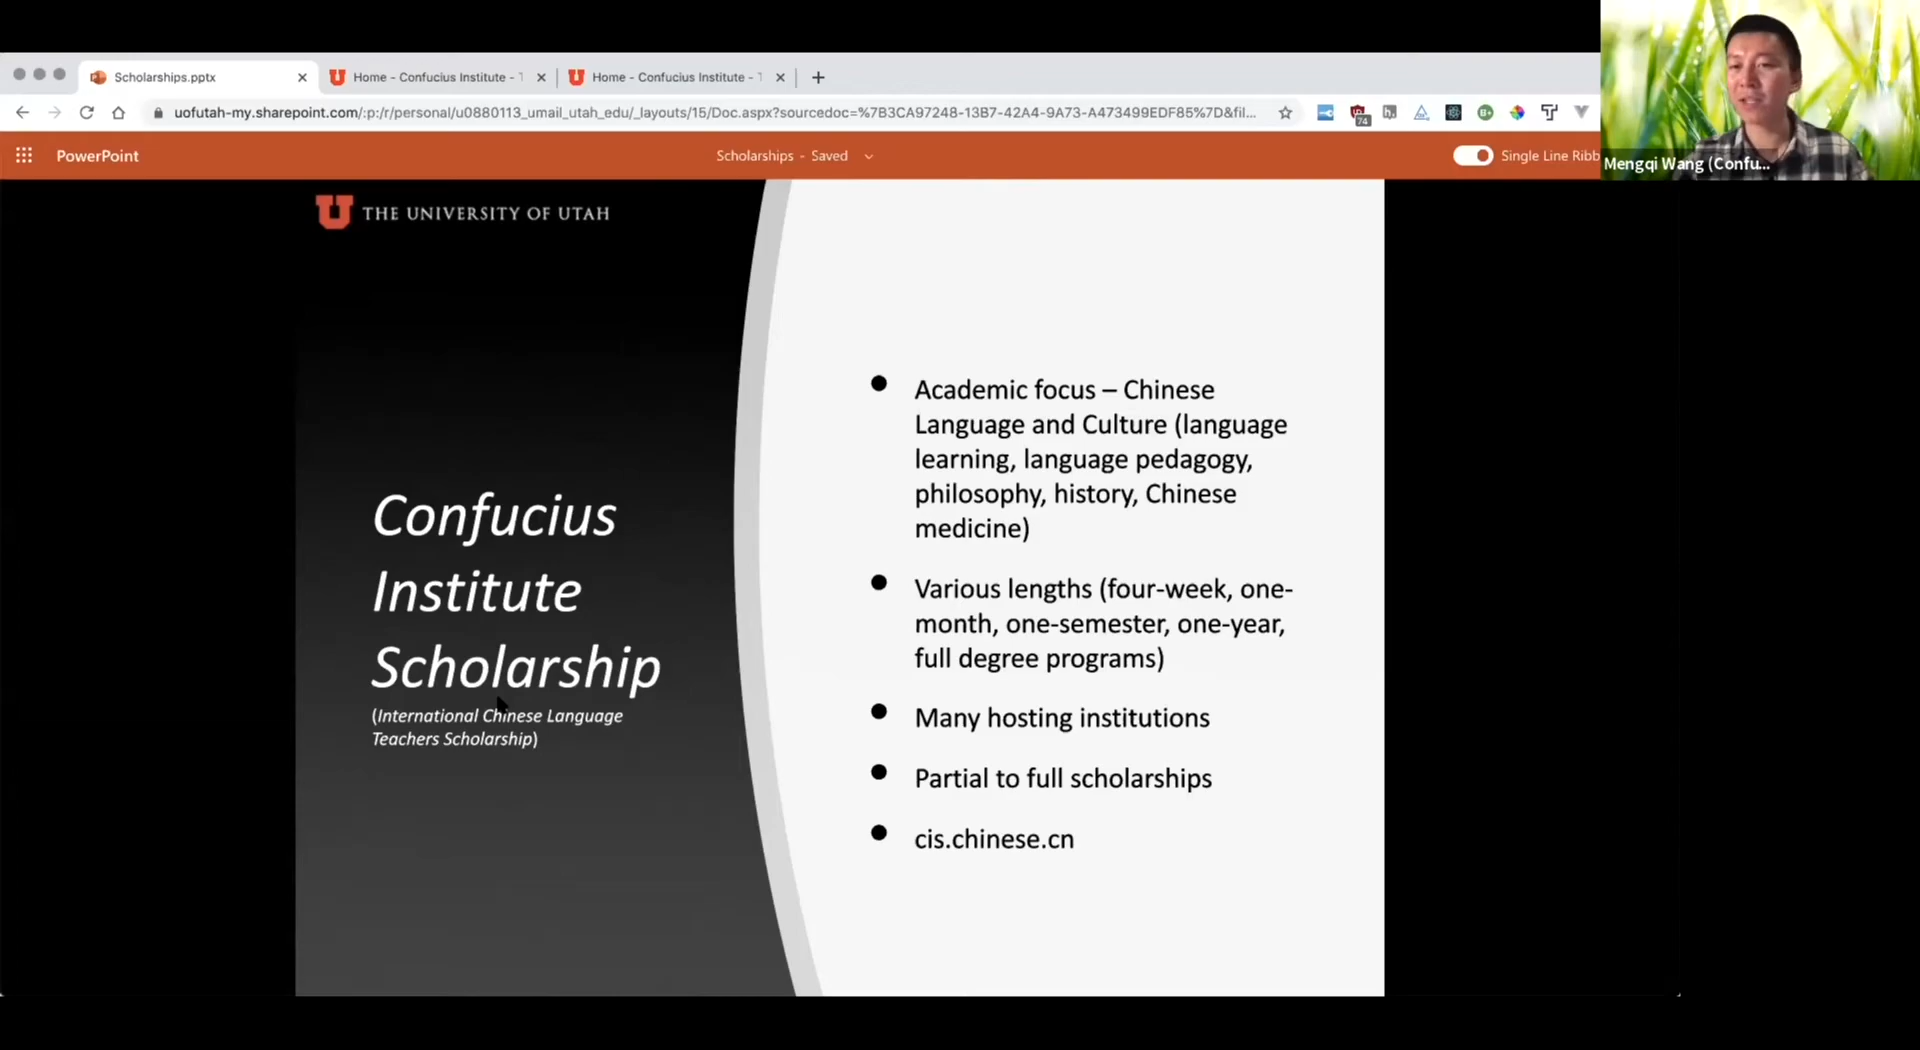 Scholarships.pptx
Home - Confucius Institute - T
Home - Confucius Institute - T
uofutah-my.sharepoint.com/:p:/r/personal/u0880113_umail_utah_edu/_layouts/15/Doc.aspx?sourcedoc=%7B3CA97248-13B7-42A4-9A73-A473499EDF85%7D&fil...
74
PowerPoint
Scholarships - Saved
Single Line Ribb
Mengqi Wang (Confu...
U THE UNIVERSITY OF UTAH
Confucius
Institute
Scholarship
(International Chinese Language
Teachers Scholarship)
Academic focus – Chinese
Language and Culture (language
learning, language pedagogy,
philosophy, history, Chinese
medicine)
Various lengths (four-week, one-
month, one-semester, one-year,
full degree programs)
Many hosting institutions
Partial to full scholarships
cis.chinese.cn